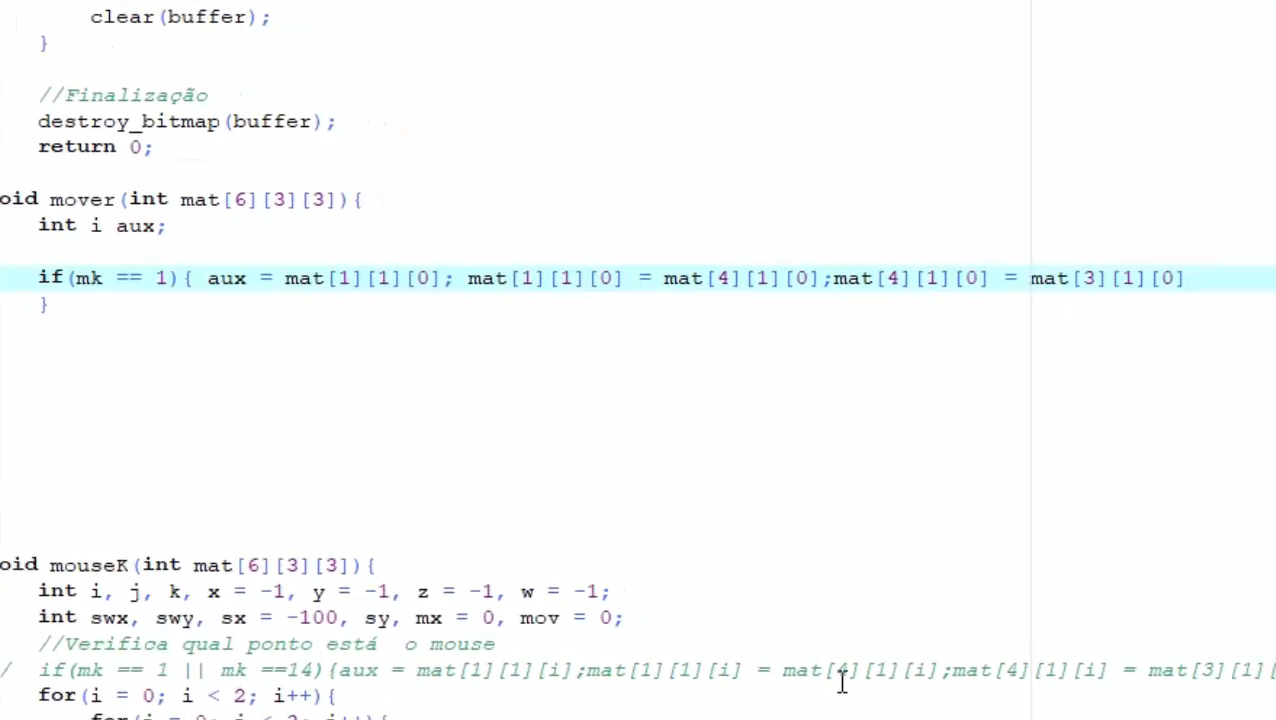 clear(buffer);
}
//Finalização
destroy_bitmap(buffer);
return 0;
oid mover(int mat[6][3][3]){
int i aux;
if(mk == 1){ aux = mat[1][1][0]; mat[1][1][0] = mat[4][1][0];mat[4][1][0] = mat[3][1][0]
}
oid mouseK(int mat[6][3][3]){
int i, j, k, x = -1, y = -1, z = -1, w = -1;
int swx, swy, sx = -100, sy, mx = 0, mov = 0;
//Verifica qual ponto está  o mouse
/  if(mk == 1 || mk ==14){aux = mat[1][1][i];mat[1][1][i] = mat[4][1][i];mat[4][1][i] = mat[3][1][
for(i = 0; i < 2; i++){